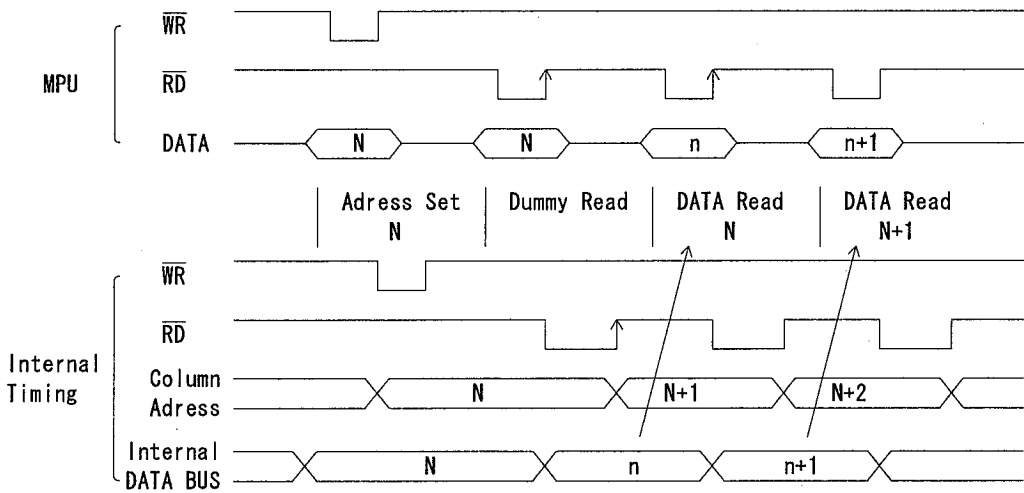 WR
MPU
RD
DATA N N n n+1
Adress Set Dummy Read DATA Read DATA Read
N N N+1
WR
RD
Internal
Timing
Column
Adress
N N+1 N+2
Internal
DATA BUS
N n n+1